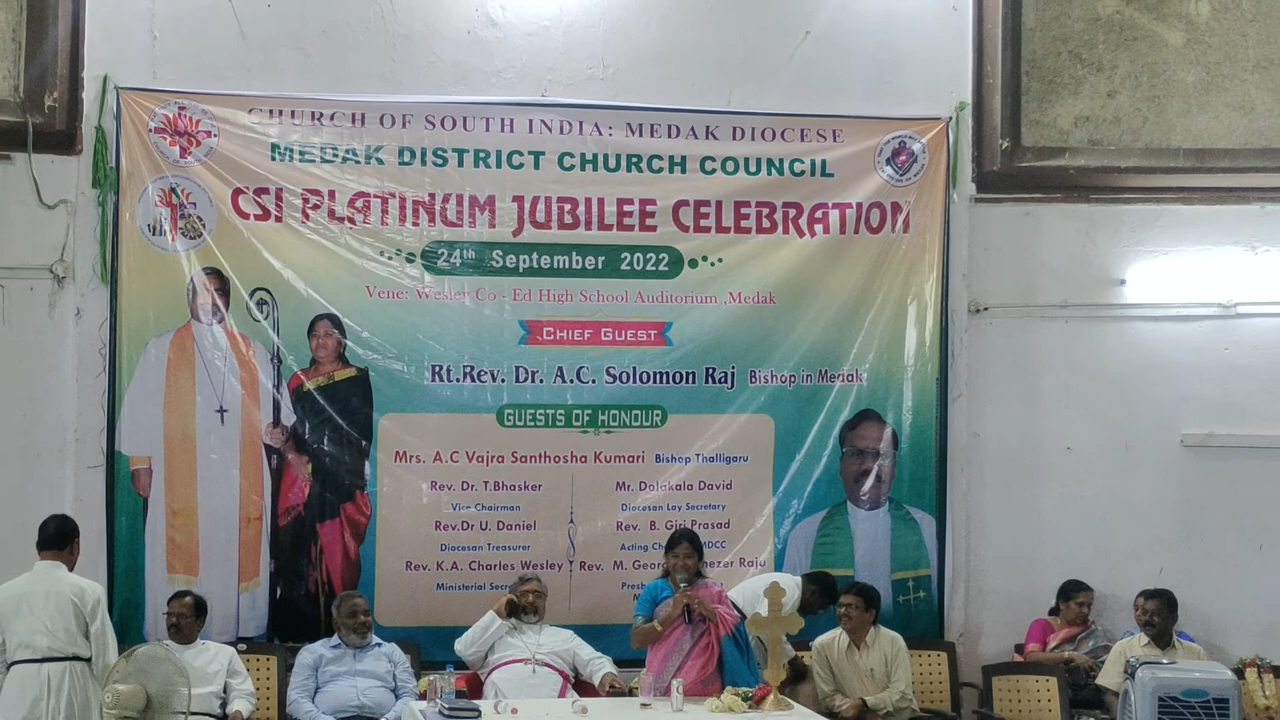 CHURCH OF SOUTH INDIA: MEDAK DIOCESE
MEDAK DISTRICT CHURCH COUNCIL
CSI PLATINUM JUBILEE CELEBRATION
24th September 2022
Vene: Wesley Co - Ed High School Auditorium ,Medak
CHIEF GUEST
Rt.Rev. Dr. A.C. Solomon Raj Bishop in Medak
GUESTS OF HONOUR
Mrs. A.C Vajra Santhosha Kumari Bishop Thalligaru
Rev. Dr. T.Bhasker
Vice Chairman
Rev.Dr U. Daniel
Diocesan Treasurer
Rev. K.A. Charles Wesley
Ministerial
Mr. Dolakala David
Diocesan Lay Secretary
Rev. B. Giri Prasad
Acting
Rev. M. Raju